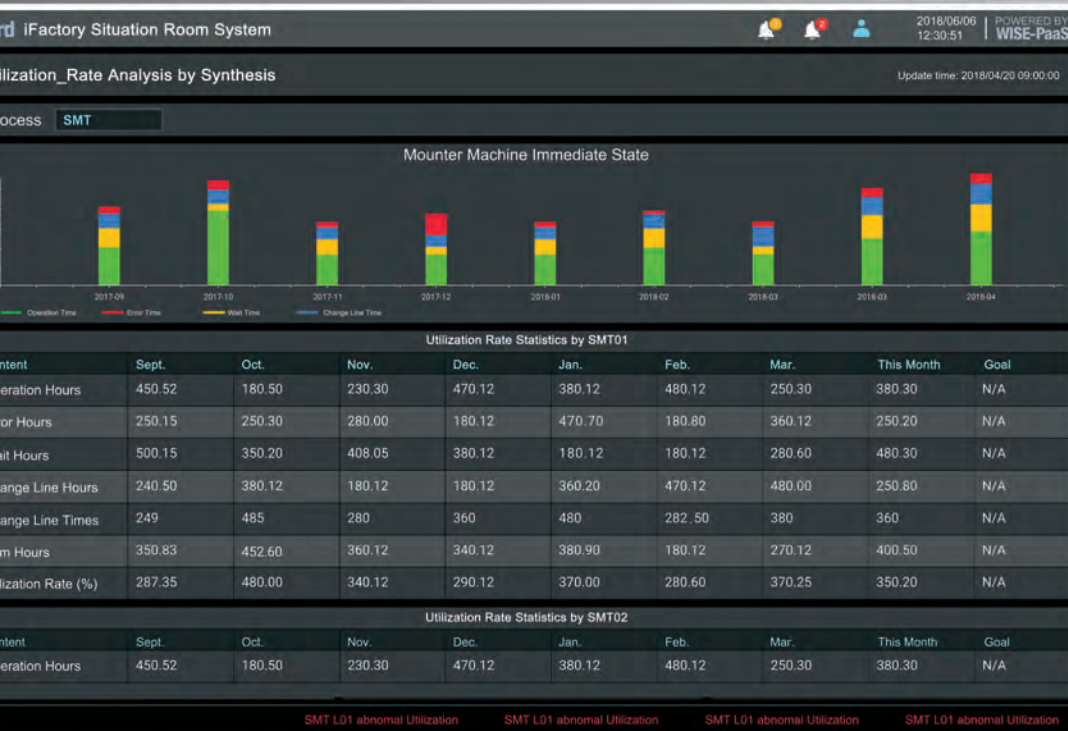 rd iFactory Situation Room System
1
2
2018/06/06
12:30:51
POWERED BY
WISE-PaaS
ilization_Rate Analysis by Synthesis
Update time: 2018/04/20 09:00:00
ocess SMT
Mounter Machine Immediate State
2017-09 2017-10 2017-11 2017-12 2018-01 2018-02 2018-03 2018-03 2018-04
Operation Time Error Time Wait Time Change Line Time
Utilization Rate Statistics by SMT01
ntent Sept. Oct. Nov. Dec. Jan. Feb. Mar. This Month Goal
eration Hours 450.52 180.50 230.30 470.12 380.12 480.12 250.30 380.30 N/A
or Hours 250.15 250.30 280.00 180.12 470.70 180.80 360.12 250.20 N/A
ait Hours 500.15 350.20 408.05 380.12 180.12 180.12 280.60 480.30 N/A
ange Line Hours 240.50 380.12 180.12 180.12 360.20 470.12 480.00 250.80 N/A
ange Line Times 249 485 280 360 480 282.50 380 360 N/A
m Hours 350.83 452.60 360.12 340.12 380.90 180.12 270.12 400.50 N/A
lization Rate (%) 287.35 480.00 340.12 290.12 370.00 280.60 370.25 350.20 N/A
Utilization Rate Statistics by SMT02
ntent Sept. Oct. Nov. Dec. Jan. Feb. Mar. This Month Goal
eration Hours 450.52 180.50 230.30 470.12 380.12 480.12 250.30 380.30 N/A
SMT L01 abnomal Utilization SMT L01 abnomal Utilization SMT L01 abnomal Utilization SMT L01 abnomal Utilization